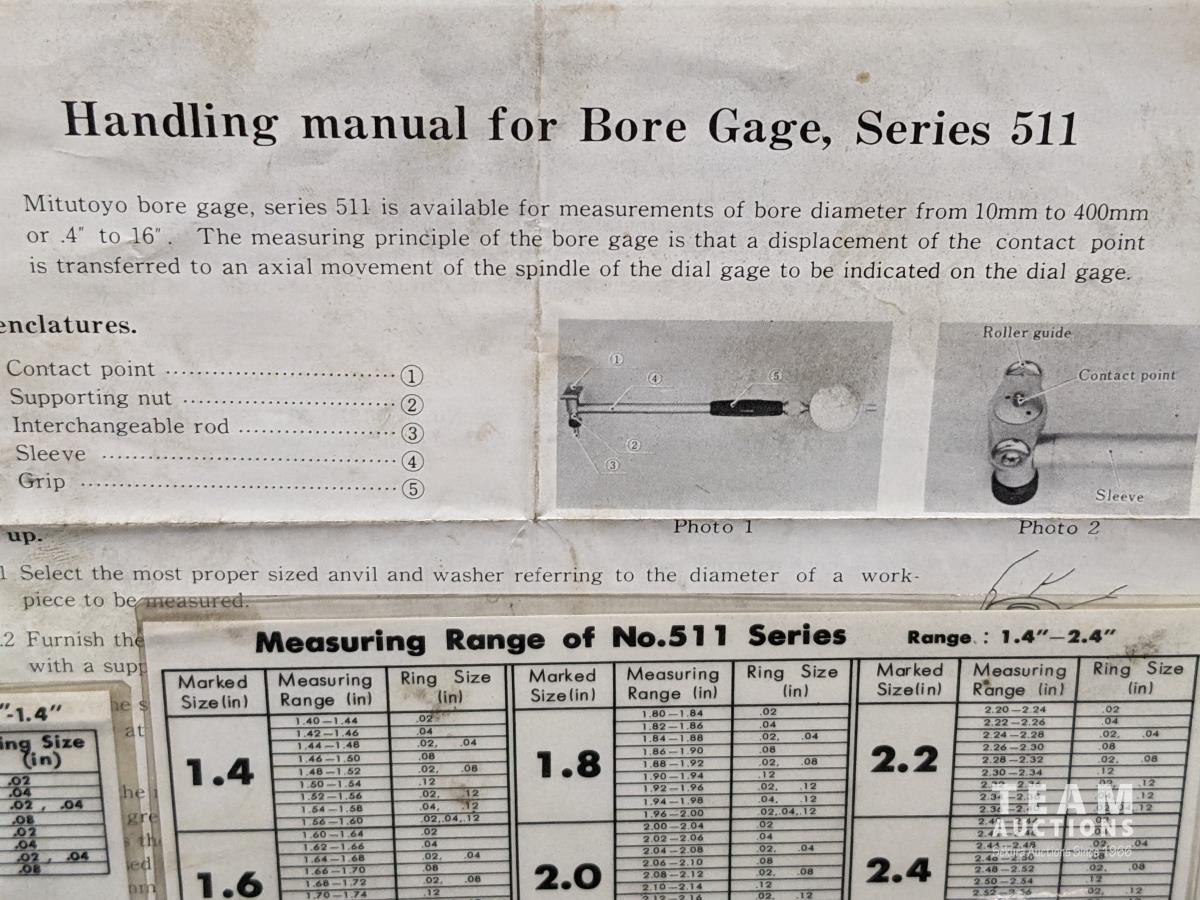 Handling manual for Bore Gage, Series 511
Mitutoyo bore gage, series 511 is available for measurements of bore diameter from 10mm to 400mm
or .4" to 16". The measuring principle of the bore gage is that a displacement of the contact point
is transferred to an axial movement of the spindle of the dial gage to be indicated on the dial gage.
enclatures.
Contact point ①
Supporting nut ②
Interchangeable rod ③
Sleeve ④
Grip ⑤
① ④ ⑤ ② ③
Photo 1
Roller guide
Contact point
Sleeve
Photo 2
up.
1 Select the most proper sized anvil and washer referring to the diameter of a work-
piece to be measured.
.2 Furnish the
with a supp
Measuring Range of No.511 Series Range : 1.4"–2.4"
Marked Size(in) Measuring Range (in) Ring Size (in)
1.4
1.40–1.44 .02
1.42–1.46 .04
1.44–1.48 .02, .04
1.46–1.50 .08
1.48–1.52 .02, .08
1.50–1.54 .12
1.52–1.56 .02, .12
1.54–1.58 .04, .12
1.56–1.60 .02,.04,.12
1.6
1.60–1.64 .02
1.62–1.66 .04
1.64–1.68 .02, .04
1.66–1.70 .08
1.68–1.72 .02, .08
1.70–1.74 .12
Marked Size(in) Measuring Range (in) Ring Size (in)
1.8
1.80–1.84 .02
1.82–1.86 .04
1.84–1.88 .02, .04
1.86–1.90 .08
1.88–1.92 .02, .08
1.90–1.94 .12
1.92–1.96 .02, .12
1.94–1.98 .04, .12
1.96–2.00 .02,.04,.12
2.0
2.00–2.04 .02
2.02–2.06 .04
2.04–2.08 .02, .04
2.06–2.10 .08
2.08–2.12 .02, .08
2.10–2.14 .12
Marked Size(in) Measuring Range (in) Ring Size (in)
2.2
2.20–2.24 .02
2.22–2.26 .04
2.24–2.28 .02, .04
2.26–2.30 .08
2.28–2.32 .02, .08
2.30–2.34 .12
2.4
2.48–2.52 .02, .08
2.50–2.54 .12
"-1.4"
ing Size
(in)
.02
.04
.02 , .04
.08
.02
.04
.02 , .04
.08
TEAM
AUCTIONS